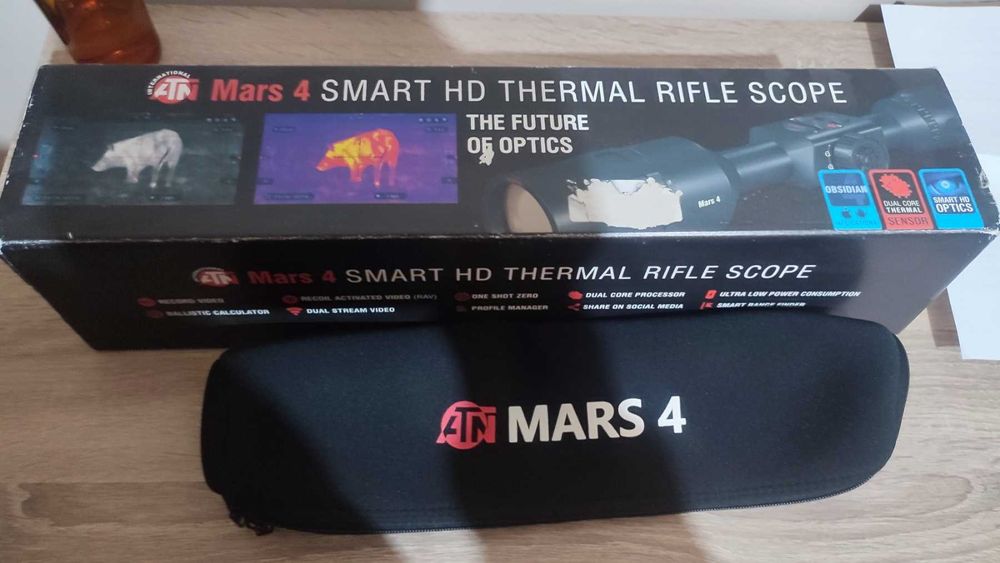 INTERNATIONAL
ATN Mars 4 SMART HD THERMAL RIFLE SCOPE
THE FUTURE
OF OPTICS
Mars 4
OBSIDIAN
DUAL CORE
THERMAL
SENSOR
SMART HD
OPTICS
ATN Mars 4 SMART HD THERMAL RIFLE SCOPE
RECORD VIDEO
RECOIL ACTIVATED VIDEO (RAV)
ONE SHOT ZERO
DUAL CORE PROCESSOR
ULTRA LOW POWER CONSUMPTION
BALLISTIC CALCULATOR
DUAL STREAM VIDEO
PROFILE MANAGER
SHARE ON SOCIAL MEDIA
SMART RANGE FINDER
ATN MARS 4